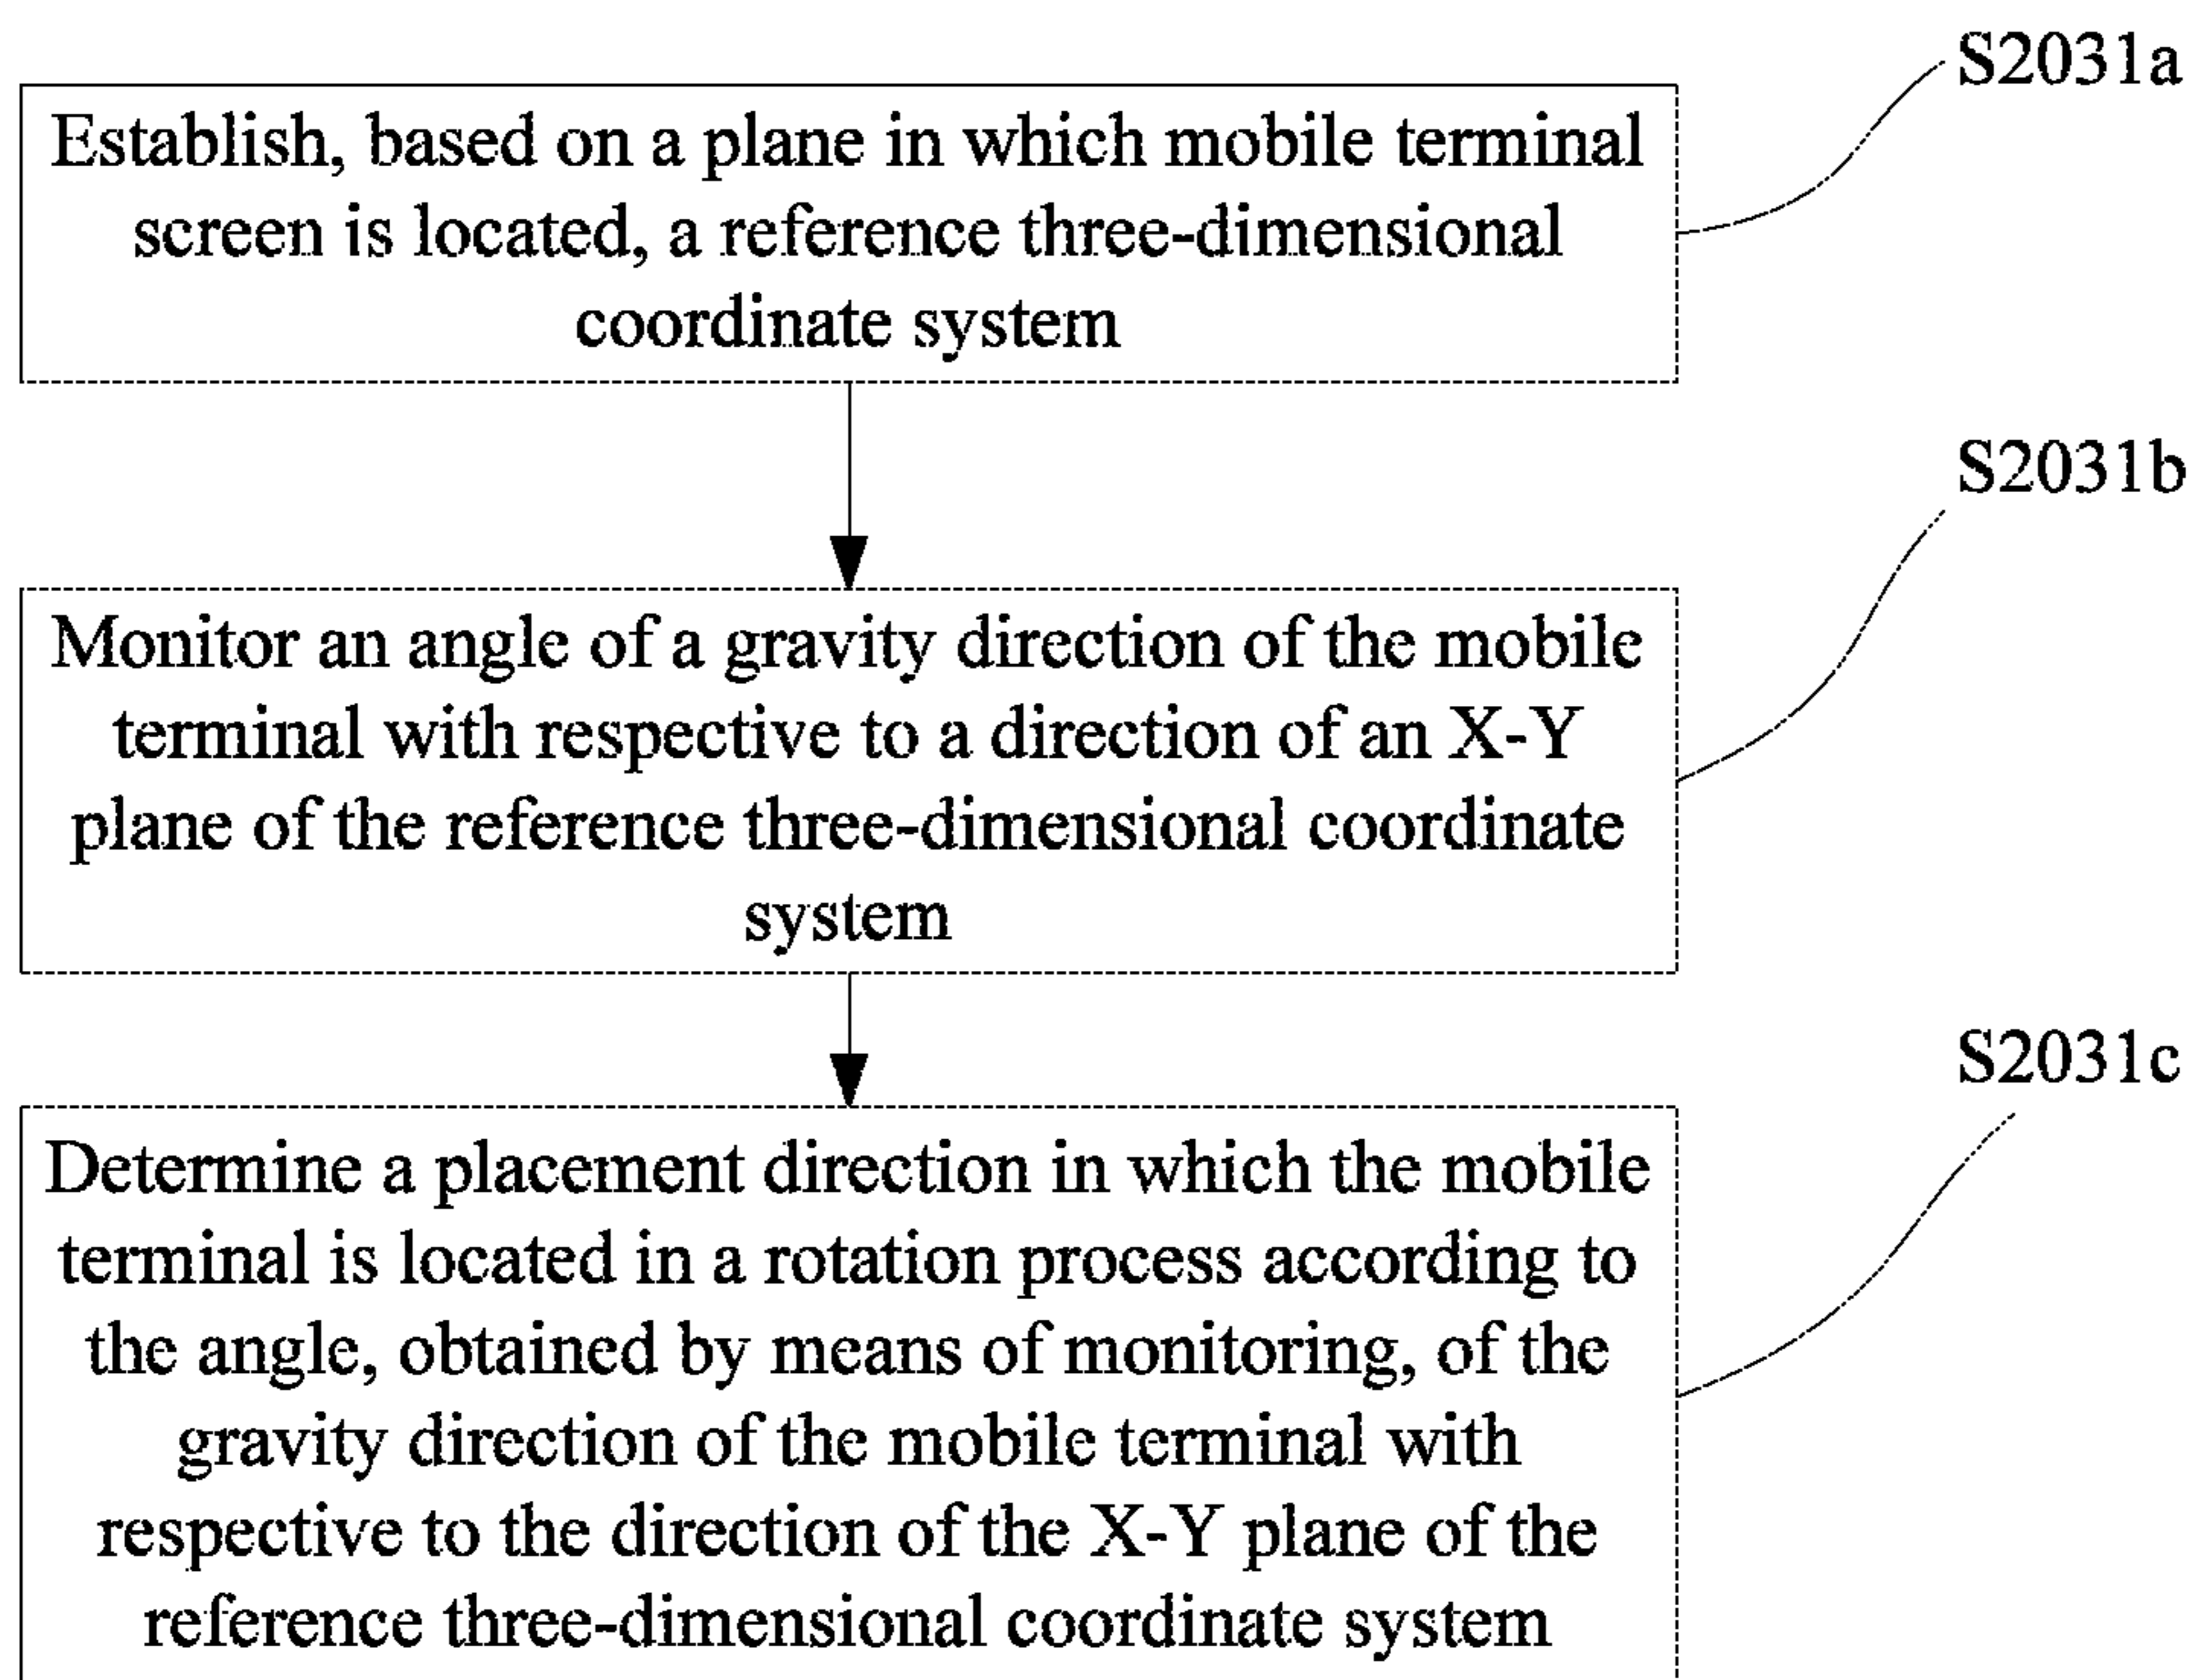 S2031a
Establish, based on a plane in which mobile terminal
screen is located, a reference three-dimensional
coordinate system
S2031b
Monitor an angle of a gravity direction of the mobile
terminal with respective to a direction of an X-Y
plane of the reference three-dimensional coordinate
system
S2031c
Determine a placement direction in which the mobile
terminal is located in a rotation process according to
the angle, obtained by means of monitoring, of the
gravity direction of the mobile terminal with
respective to the direction of the X-Y plane of the
reference three-dimensional coordinate system